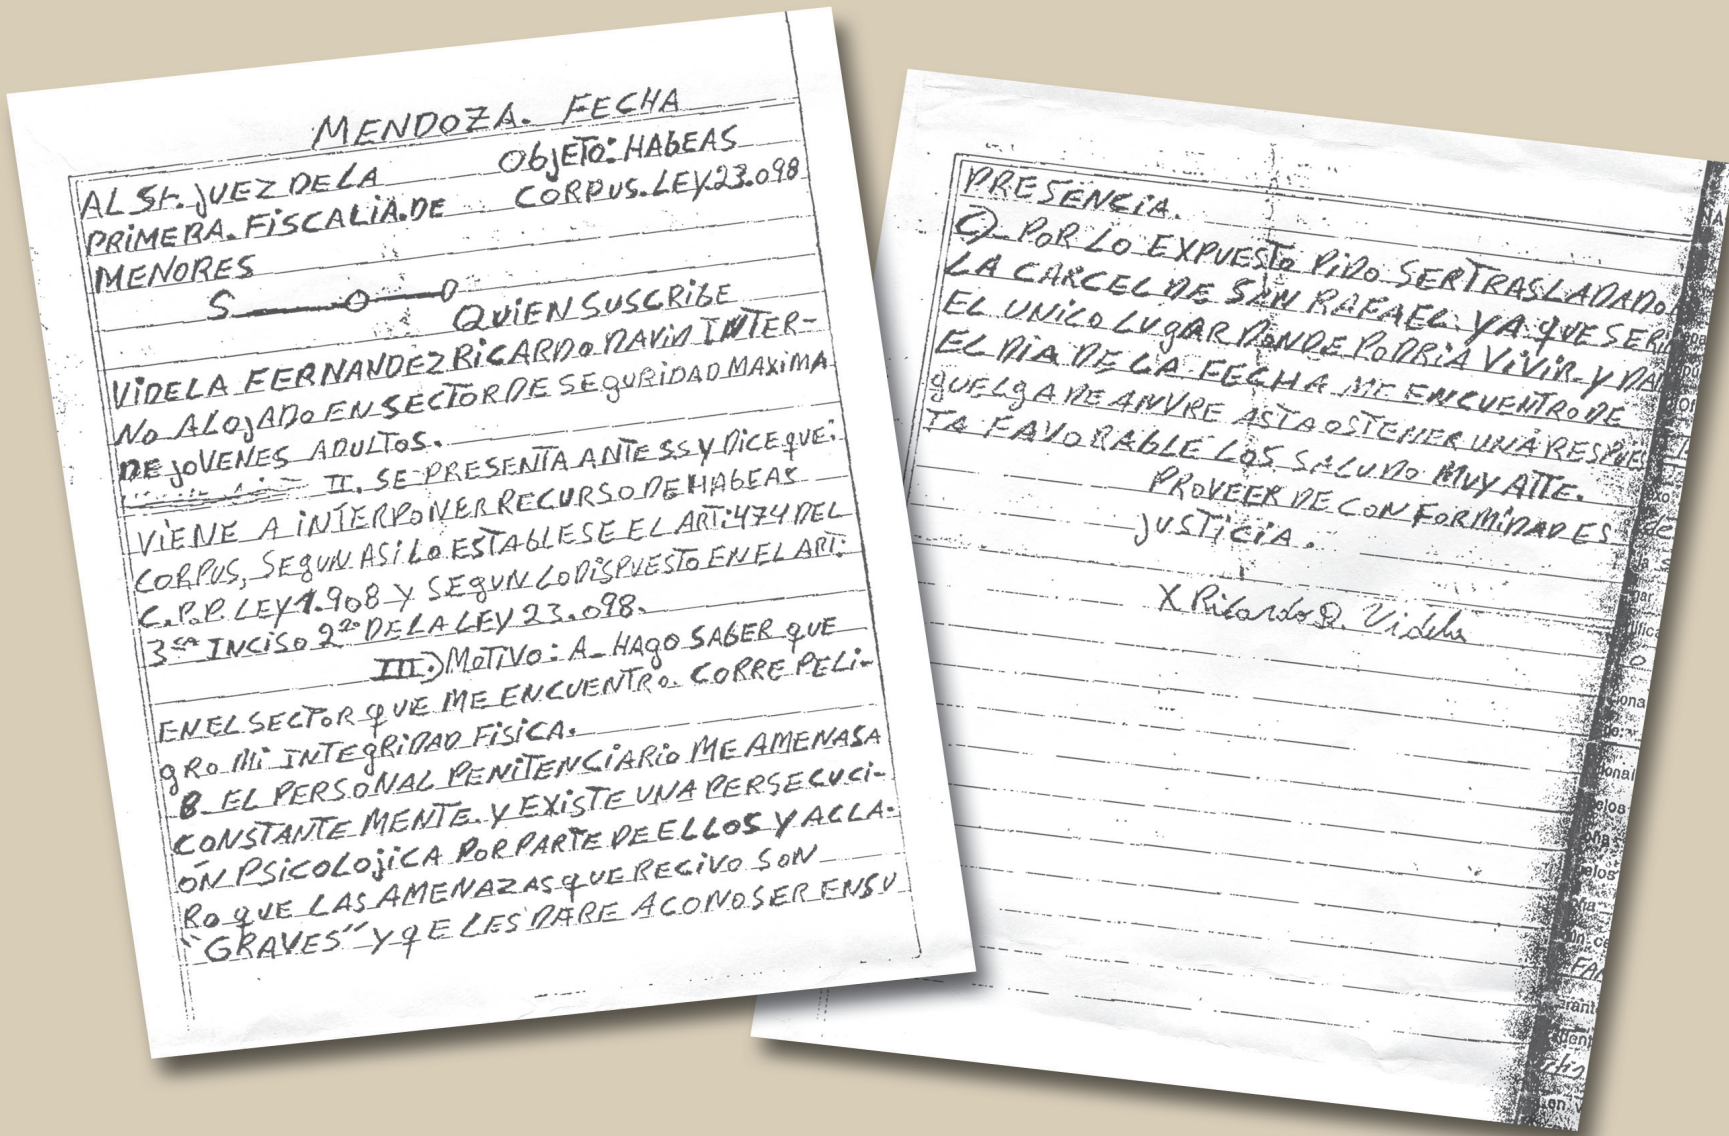 MENDOZA. FECHA
AL Sr. JUEZ DE LA
PRIMERA. FISCALIA. DE
MENORES
ObjETO: HABEAS
CORPUS. LEY. 23.098
S
QUIEN SUSCRIBE
VIDELA FERNANDEZ RICARDO DAVID INTER-
NO ALOJADO EN SECTOR DE SEGURIDAD MAXIMA
DE JOVENES ADULTOS.
II. SE PRESENTA ANTE SS Y DICE QUE:
VIENE A INTERPONER RECURSO DE HABEAS
CORPUS, SEGUN ASI LO ESTABLESE EL ART: 474 DEL
C.P.P. LEY 1.908 Y SEGUN LO DISPUESTO EN EL ART:
3 INCISO 2 DE LA LEY 23.098.
III.) MOTIVO: A_ HAGO SABER QUE
EN EL SECTOR QUE ME ENCUENTRO. CORRE PELI-
GRO MI INTEGRIDAD FISICA.
B_ EL PERSONAL PENITENCIARIO ME AMENASA
CONSTANTE MENTE. Y EXISTE UNA PERSECUCI-
ON PSICOLOJICA POR PARTE DE ELLOS Y ACLA-
RO QUE LAS AMENAZAS QUE RECIVO SON
"GRAVES" Y QE LES DARE A CONOSER EN SU
PRESENCIA.
C)_ POR LO EXPUESTO PIDO SER TRASLADADO
LA CARCEL DE SAN RAFAEL. YA QUE SERI
EL UNICO LUGAR DONDE PODRIA VIVIR. Y DA
EL DIA DE LA FECHA ME ENCUENTRO DE
GUELGA DE ANVRE ASTA OSTENER UNA RESPUES
TA FAVORABLE LOS SALUDO MUY ATTE.
PROVEER DE CONFORMIDAD ES
JUSTICIA.
X Ricardo D. Videla